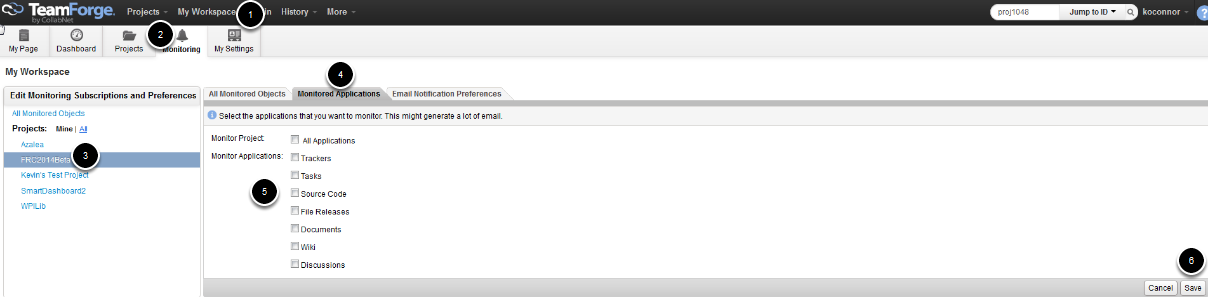 TeamForge. Projects My Workspace 1 in History More proj1048 Jump to ID koconnor ?
by CollabNet
2
My Page Dashboard Projects Monitoring My Settings
My Workspace
4
Edit Monitoring Subscriptions and Preferences All Monitored Objects Monitored Applications Email Notification Preferences
All Monitored Objects
Select the applications that you want to monitor. This might generate a lot of email.
Projects: Mine | All
Azalea
FRC2014Beta 3
Kevin's Test Project
SmartDashboard2
WPILib
Monitor Project: All Applications
Monitor Applications: Trackers
Tasks
5 Source Code
File Releases
Documents
Wiki
Discussions
6
Cancel Save